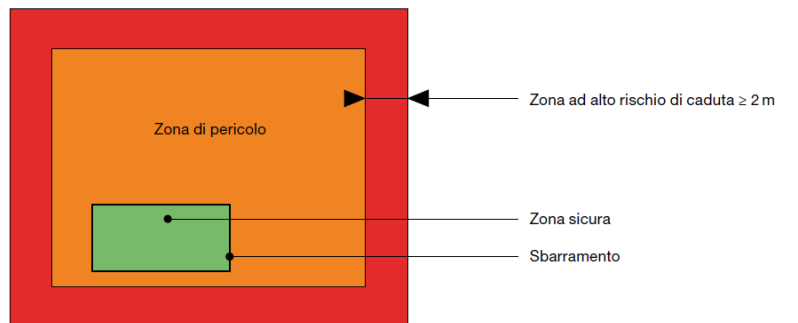 Zona ad alto rischio di caduta ≥ 2 m
Zona di pericolo
Zona sicura
Sbarramento